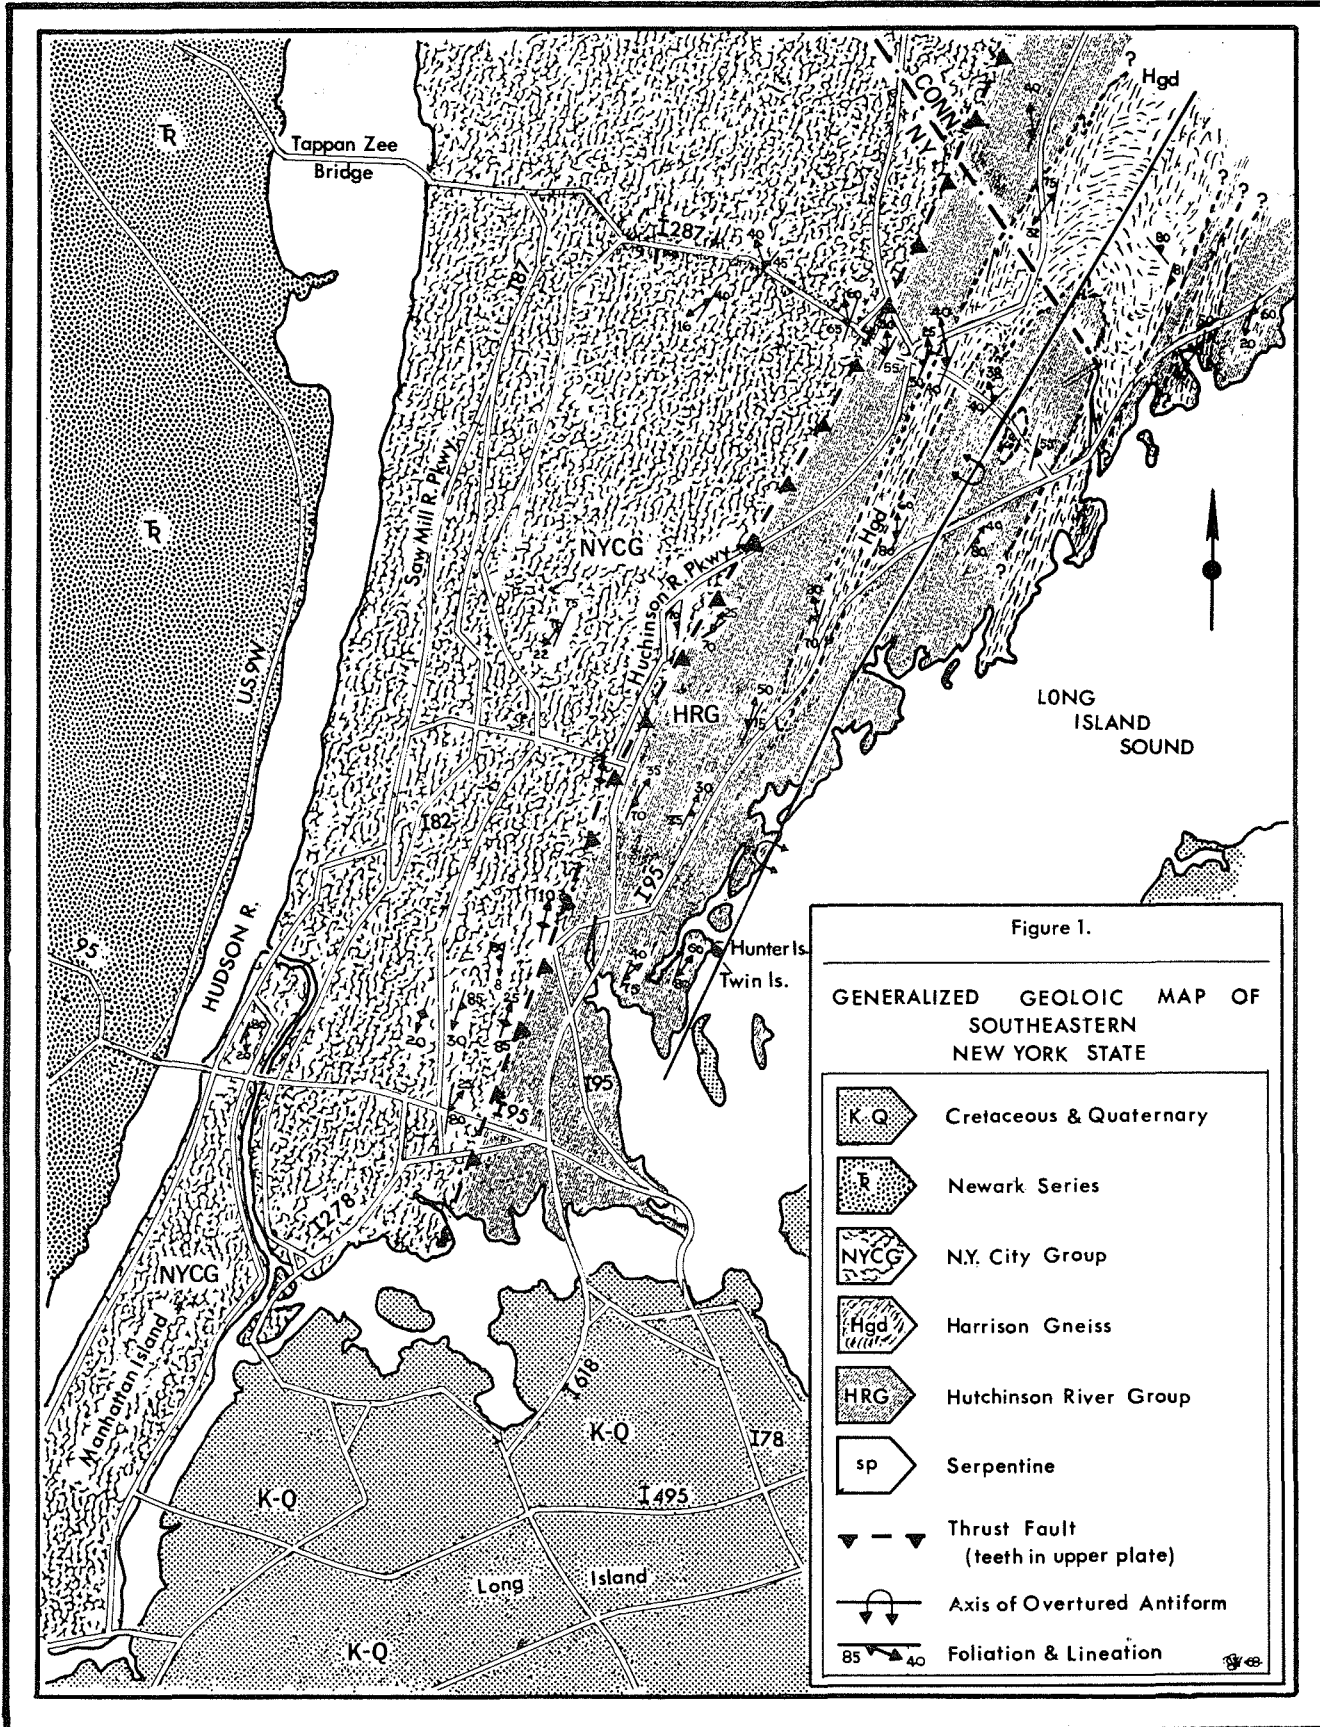 Hgd
CONN
NY
Tappan Zee
Bridge
I287
I87
Saw Mill R. Pkwy
NYCG
Huchinson R. Pkwy
Hgd
US 9W
HRG
LONG
ISLAND
SOUND
I82
I95
HUDSON R.
95
Hunter Is.
Twin Is.
I95
I95
I278
NYCG
Manhattan Island
I618
K-Q
I78
K-Q
I495
Long Island
K-Q
Figure 1.
GENERALIZED GEOLOIC MAP OF
SOUTHEASTERN
NEW YORK STATE
K-Q Cretaceous & Quaternary
Newark Series
NYCG N.Y. City Group
Hgd Harrison Gneiss
HRG Hutchinson River Group
sp Serpentine
Thrust Fault
(teeth in upper plate)
Axis of Overtured Antiform
85 40 Foliation & Lineation